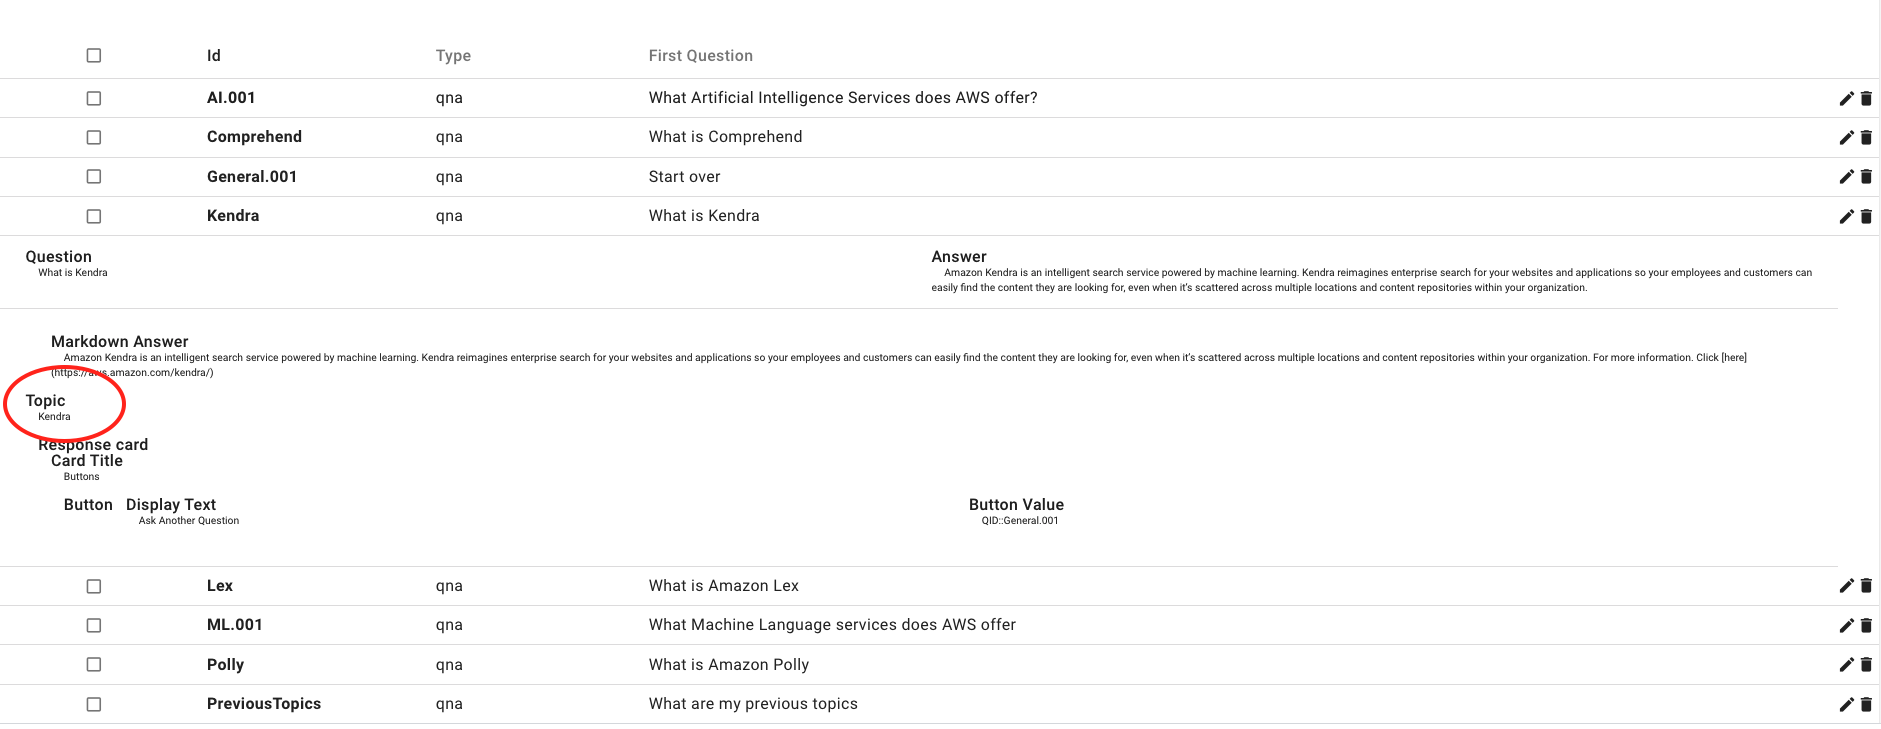 Id Type First Question
AI.001 qna What Artificial Intelligence Services does AWS offer?
Comprehend qna What is Comprehend
General.001 qna Start over
Kendra qna What is Kendra
Question
What is Kendra
Answer
Amazon Kendra is an intelligent search service powered by machine learning. Kendra reimagines enterprise search for your websites and applications so your employees and customers can
easily find the content they are looking for, even when it's scattered across multiple locations and content repositories within your organization.
Markdown Answer
Amazon Kendra is an intelligent search service powered by machine learning. Kendra reimagines enterprise search for your websites and applications so your employees and customers can easily find the content they are looking for, even when it's scattered across multiple locations and content repositories within your organization. For more information. Click [here]
(https://aws.amazon.com/kendra/)
Topic
Kendra
Response card
Card Title
Buttons
Button Display Text Button Value
Ask Another Question QID::General.001
Lex qna What is Amazon Lex
ML.001 qna What Machine Language services does AWS offer
Polly qna What is Amazon Polly
PreviousTopics qna What are my previous topics